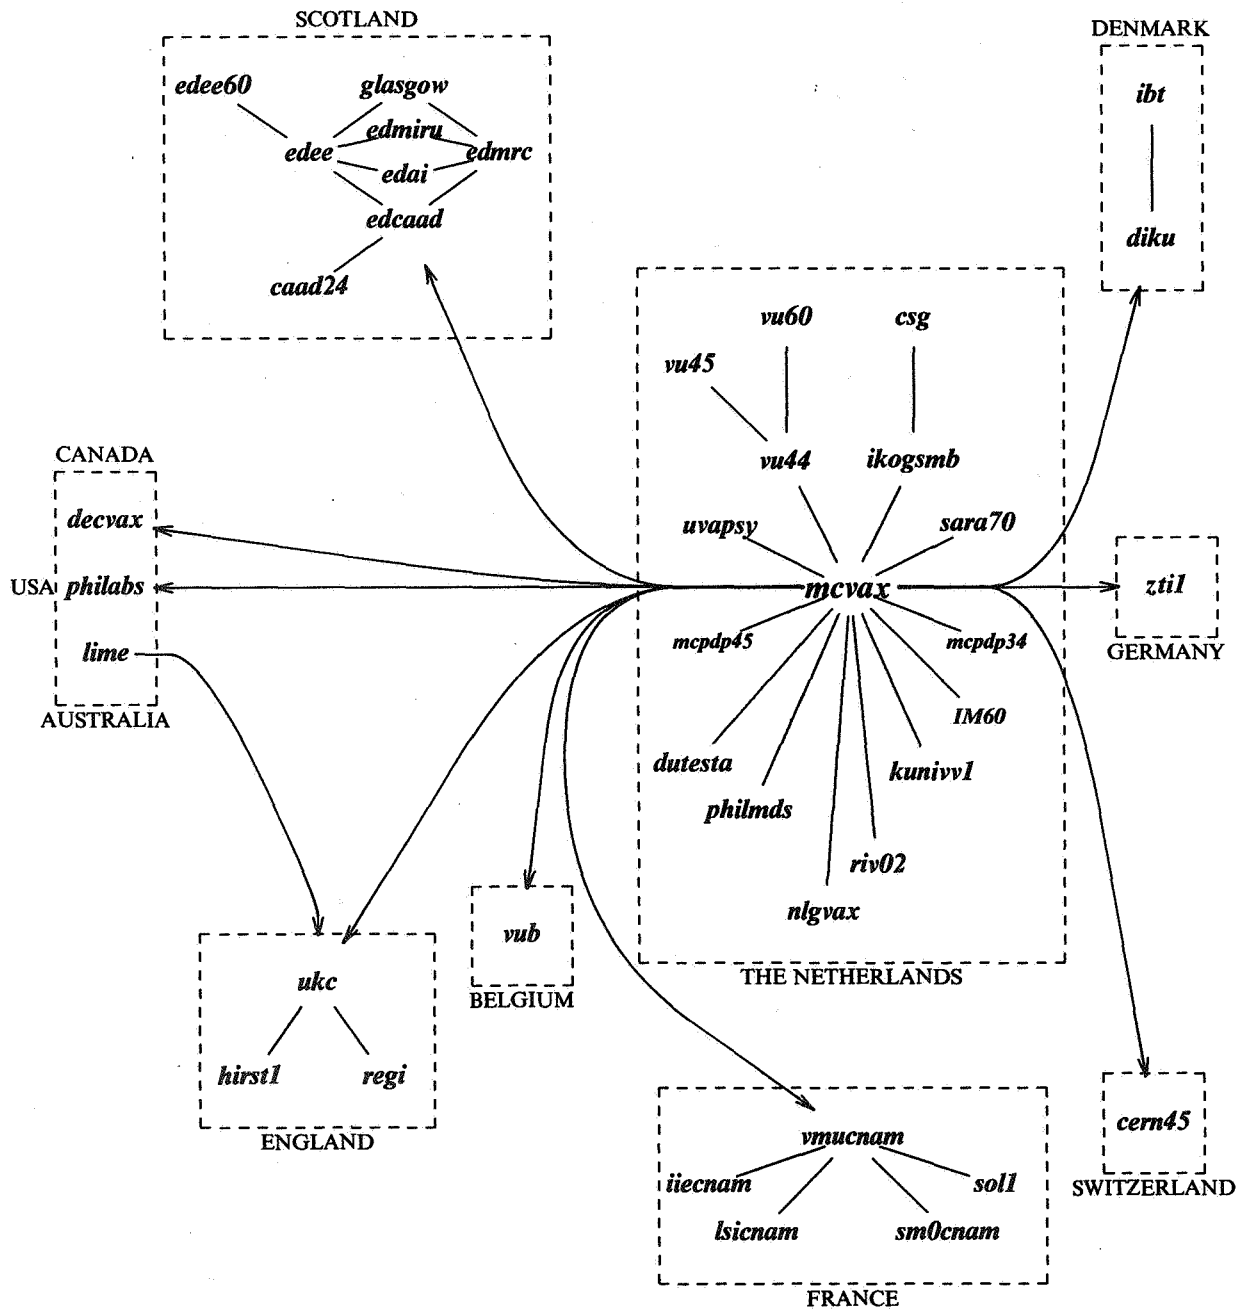 SCOTLAND
edee60
glasgow
edmiru
edee
edmrc
edai
edcaad
caad24
DENMARK
ibt
diku
vu60
csg
vu45
vu44
ikogsmb
uvapsy
sara70
mcvax
mcpdp45
mcpdp34
IM60
dutesta
kunivv1
philmds
riv02
nlgvax
THE NETHERLANDS
CANADA
decvax
USA philabs
lime
AUSTRALIA
zti1
GERMANY
ukc
hirst1
regi
ENGLAND
vub
BELGIUM
vmucnam
iiecnam
sol1
lsicnam
sm0cnam
FRANCE
cern45
SWITZERLAND